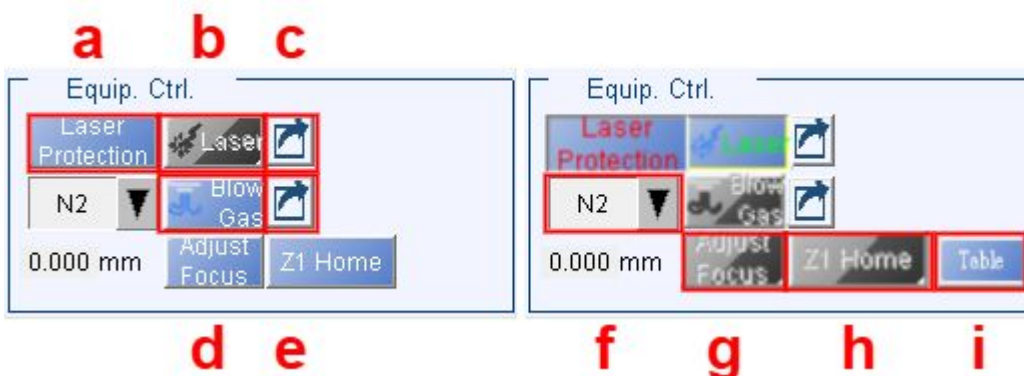 a b c
Equip. Ctrl.
Laser
Protection
Laser
N2
Blow
Gas
0.000 mm
Adjust
Focus
Z1 Home
d e
Equip. Ctrl.
Laser
Protection
Laser
N2
Blow
Gas
0.000 mm
Adjust
Focus
Z1 Home
Table
f g h i